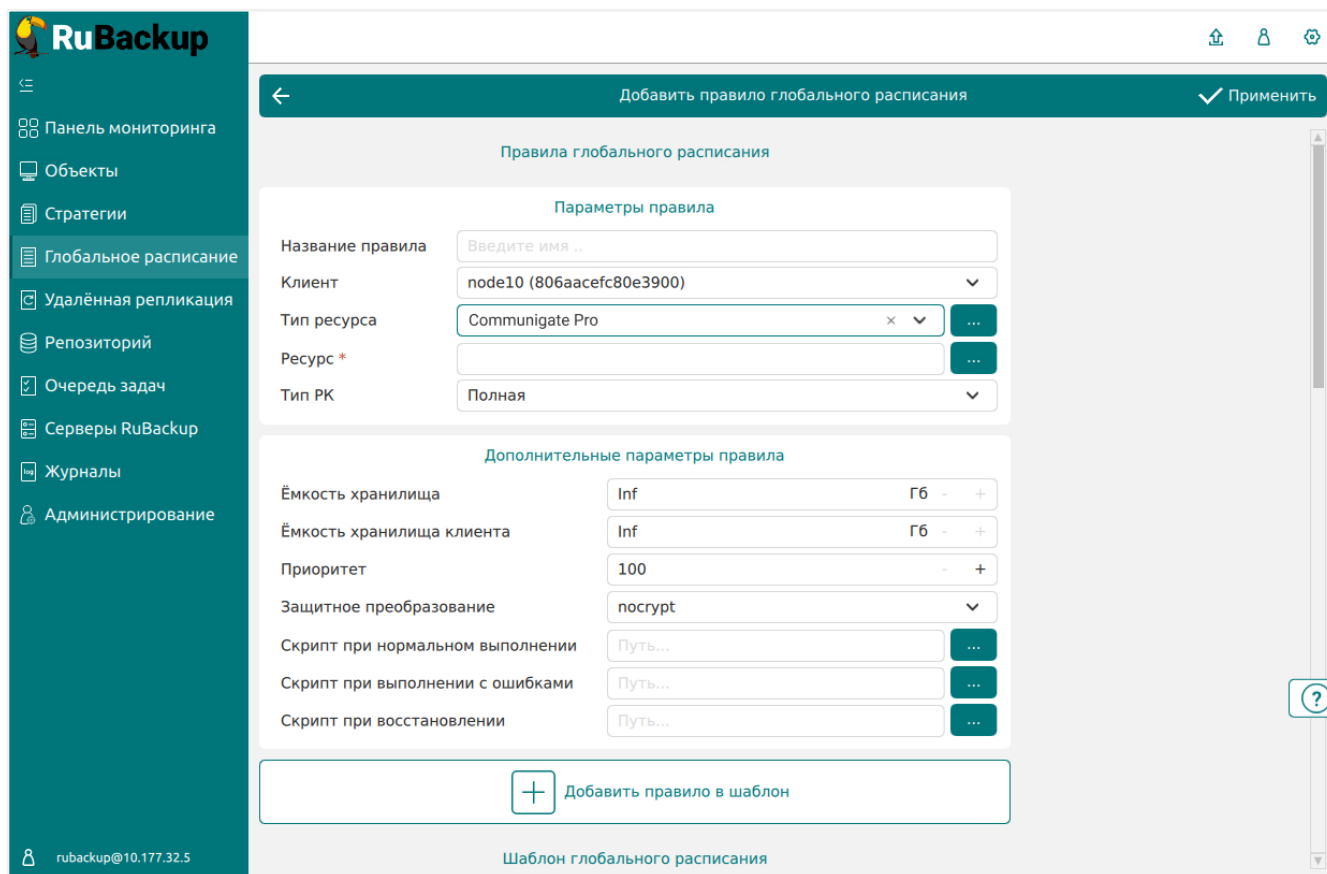 RuBackup
Добавить правило глобального расписания
Применить
Панель мониторинга
Объекты
Стратегии
Глобальное расписание
Удалённая репликация
Репозиторий
Очередь задач
Серверы RuBackup
Журналы
Администрирование
rubackup@10.177.32.5
Правила глобального расписания
Параметры правила
Название правила Введите имя ..
Клиент node10 (806aacefc80e3900)
Тип ресурса Communigate Pro × ...
Ресурс * ...
Тип РК Полная
Дополнительные параметры правила
Ёмкость хранилища Inf Гб - +
Ёмкость хранилища клиента Inf Гб - +
Приоритет 100 - +
Защитное преобразование nocrypt
Скрипт при нормальном выполнении Путь... ...
Скрипт при выполнении с ошибками Путь... ...
Скрипт при восстановлении Путь... ...
Добавить правило в шаблон
Шаблон глобального расписания
?